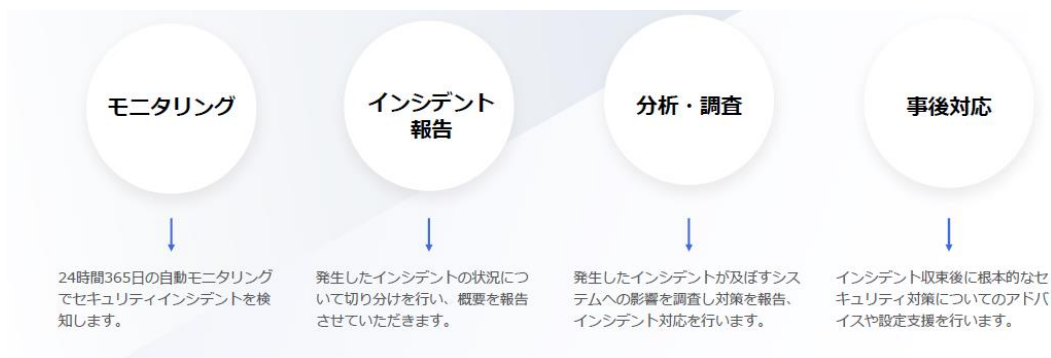 モニタリング
インシデント
報告
分析・調査
事後対応
24時間365日の自動モニタリング
でセキュリティインシデントを検
知します。
発生したインシデントの状況につ
いて切り分けを行い、概要を報告
させていただきます。
発生したインシデントが及ぼすシス
テムへの影響を調査し対策を報告、
インシデント対応を行います。
インシデント収束後に根本的なセ
キュリティ対策についてのアドバ
イスや設定支援を行います。